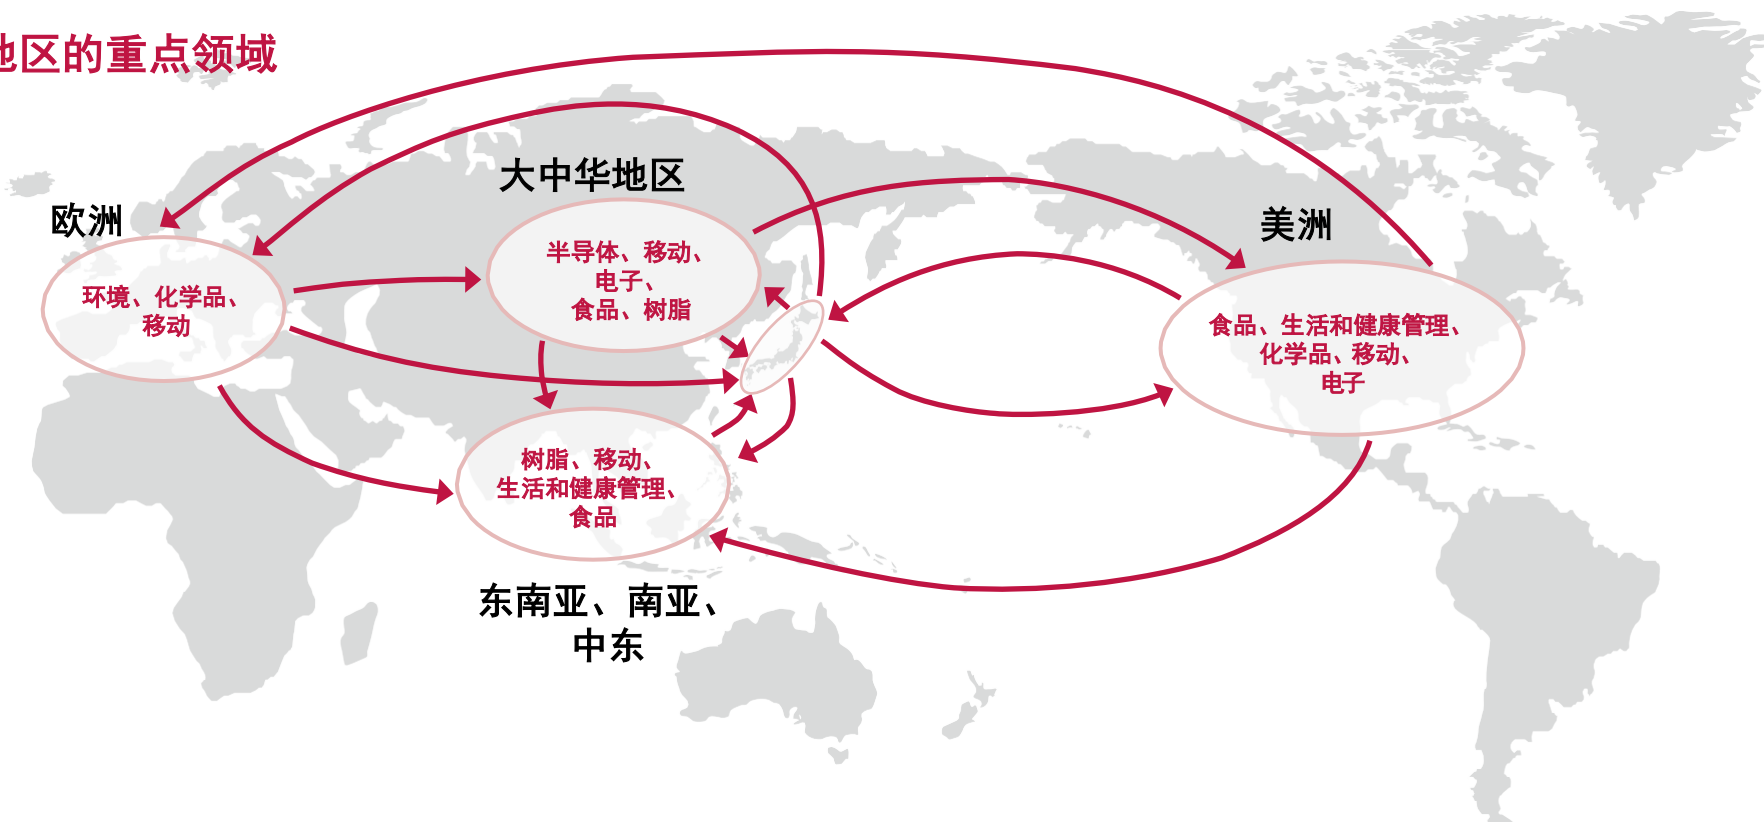 地区的重点领域
大中华地区
欧洲
美洲
半导体、移动、
电子、
食品、树脂
环境、化学品、
移动
食品、生活和健康管理、
化学品、移动、
电子
树脂、移动、
生活和健康管理、
食品
东南亚、南亚、
中东